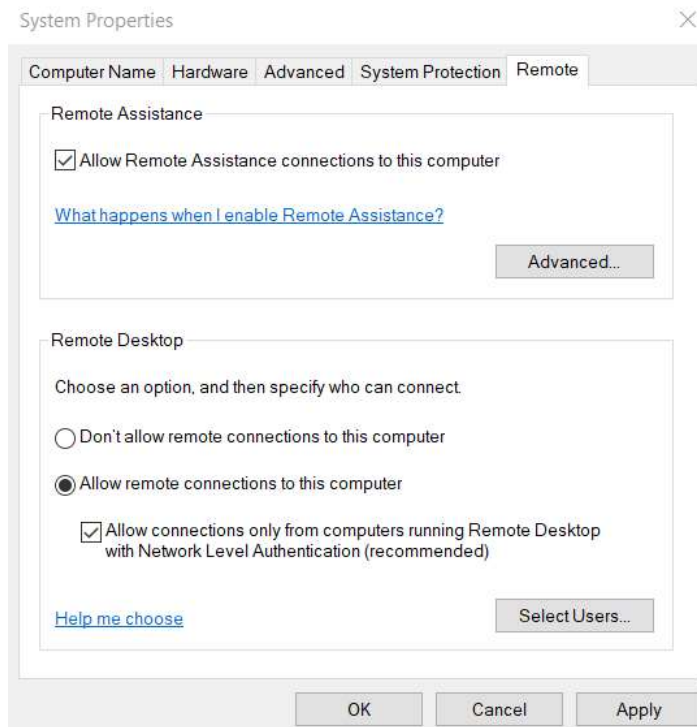 System Properties
Computer Name Hardware Advanced System Protection Remote
Remote Assistance
Allow Remote Assistance connections to this computer
What happens when I enable Remote Assistance?
Advanced...
Remote Desktop
Choose an option, and then specify who can connect.
Don't allow remote connections to this computer
Allow remote connections to this computer
Allow connections only from computers running Remote Desktop
with Network Level Authentication (recommended)
Help me choose
Select Users...
OK Cancel Apply